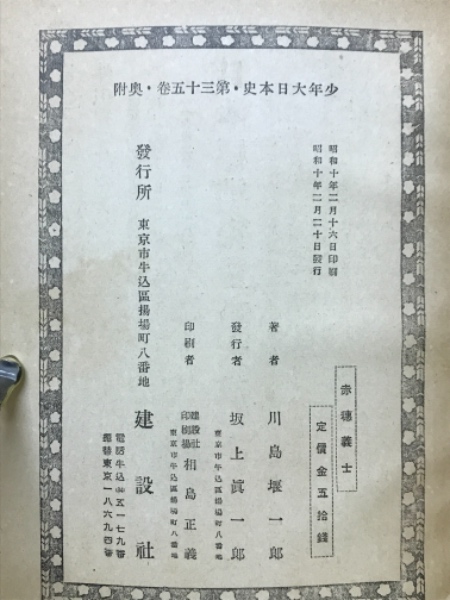 少年大日本史・第三十五卷・奥附
昭和十年二月十六日印刷
昭和十年二月二十日發行
赤穗義士
定價金五拾錢
著者 川島堰一郎
發行者 坂上眞一郎
東京市牛込區揚場町八番地
印刷者 建設社印刷場 相島正義
東京市牛込區揚場町八番地
發行所 東京市牛込區揚場町八番地 建設社
電話牛込㉞五一七九番
振替東京一八六九四番